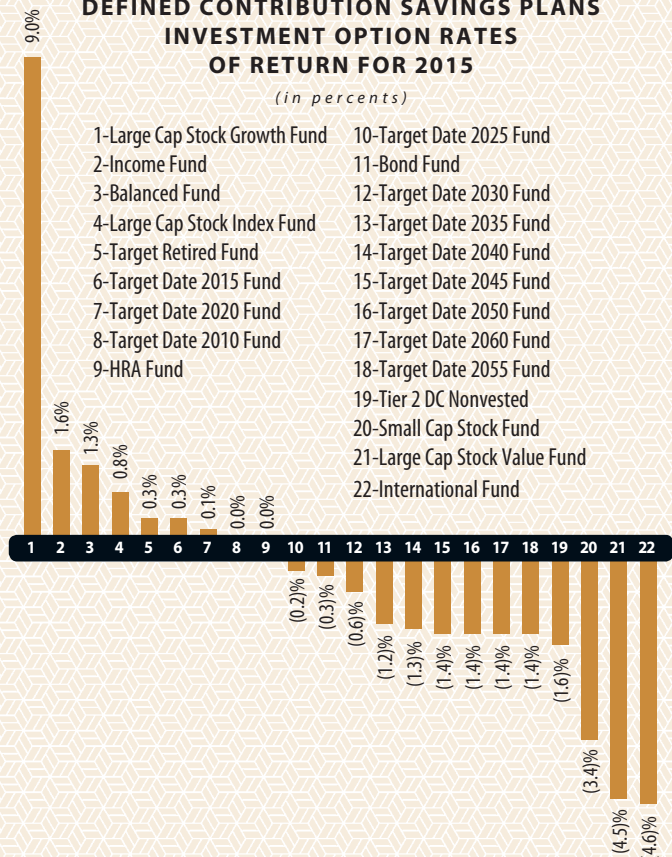 DEFINED CONTRIBUTION SAVINGS PLANS
INVESTMENT OPTION RATES
OF RETURN FOR 2015
(in percents)
1-Large Cap Stock Growth Fund
2-Income Fund
3-Balanced Fund
4-Large Cap Stock Index Fund
5-Target Retired Fund
6-Target Date 2015 Fund
7-Target Date 2020 Fund
8-Target Date 2010 Fund
9-HRA Fund
10-Target Date 2025 Fund
11-Bond Fund
12-Target Date 2030 Fund
13-Target Date 2035 Fund
14-Target Date 2040 Fund
15-Target Date 2045 Fund
16-Target Date 2050 Fund
17-Target Date 2060 Fund
18-Target Date 2055 Fund
19-Tier 2 DC Nonvested
20-Small Cap Stock Fund
21-Large Cap Stock Value Fund
22-International Fund
9.0%
1.6%
1.3%
0.8%
0.3%
0.3%
0.1%
0.0%
0.0%
1 2 3 4 5 6 7 8 9 10 11 12 13 14 15 16 17 18 19 20 21 22
(0.2)%
(0.3)%
(0.6)%
(1.2)%
(1.3)%
(1.4)%
(1.4)%
(1.4)%
(1.4)%
(1.6)%
(3.4)%
(4.5)%
(4.6)%